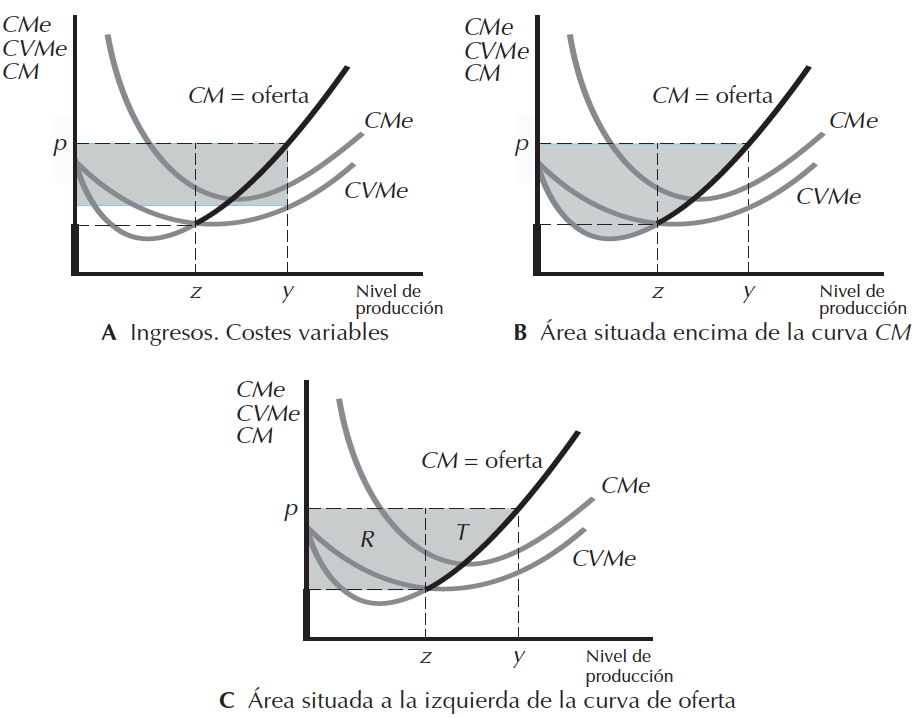 CMe
CVMe
CM
CM = oferta
CMe
p
CVMe
z
y
Nivel de
producción
A Ingresos. Costes variables
CMe
CVMe
CM
CM = oferta
CMe
p
CVMe
z
y
Nivel de
producción
B Área situada encima de la curva CM
CMe
CVMe
CM
CM = oferta
CMe
p
R
T
CVMe
z
y
Nivel de
producción
C Área situada a la izquierda de la curva de oferta